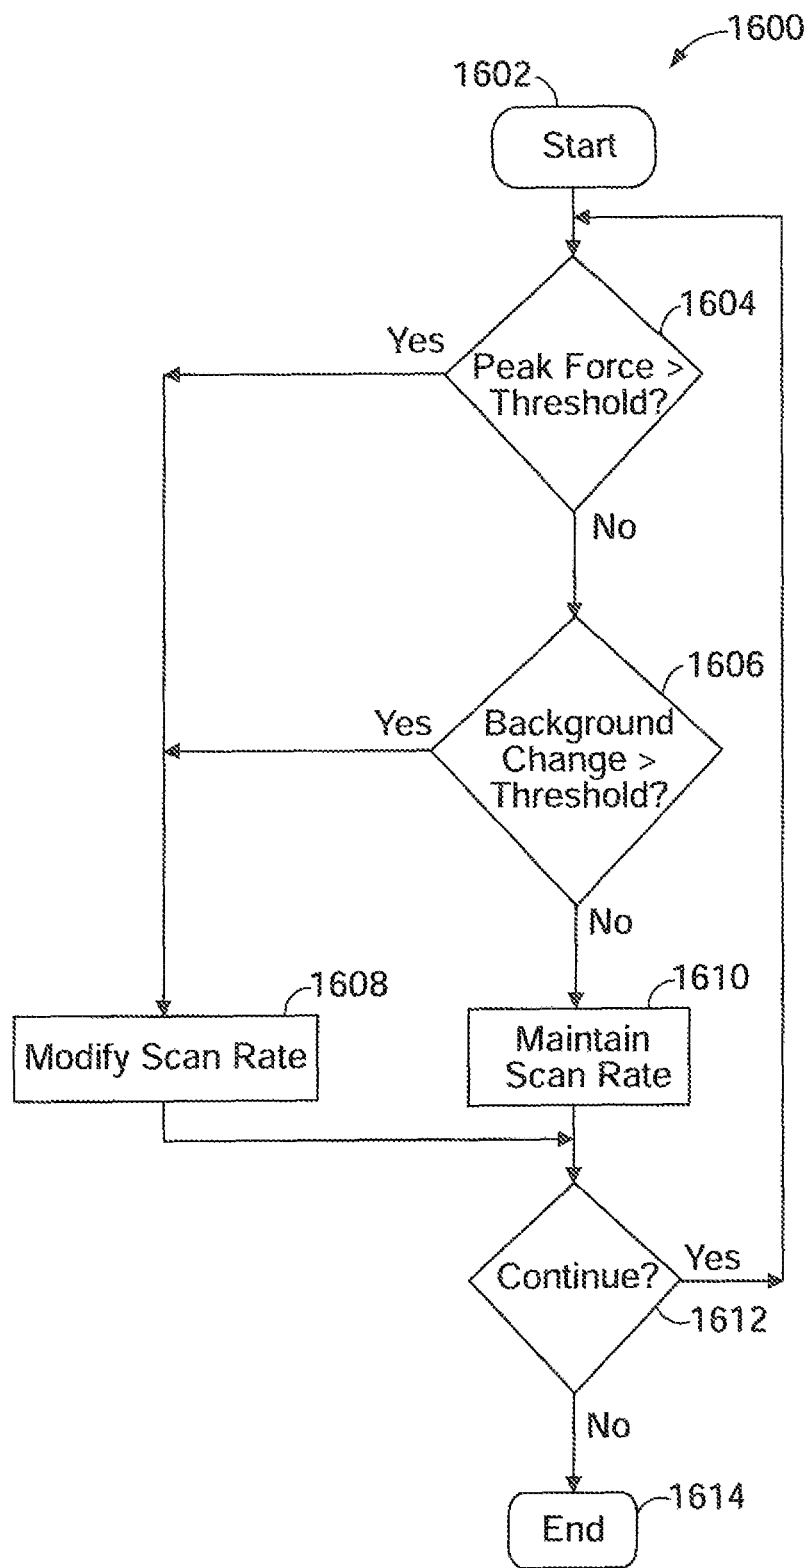 1600
1602
Start
1604
Yes
Peak Force >
Threshold?
No
1606
Yes
Background
Change >
Threshold?
No
1608
1610
Modify Scan Rate
Maintain
Scan Rate
Continue?
Yes
1612
No
1614
End